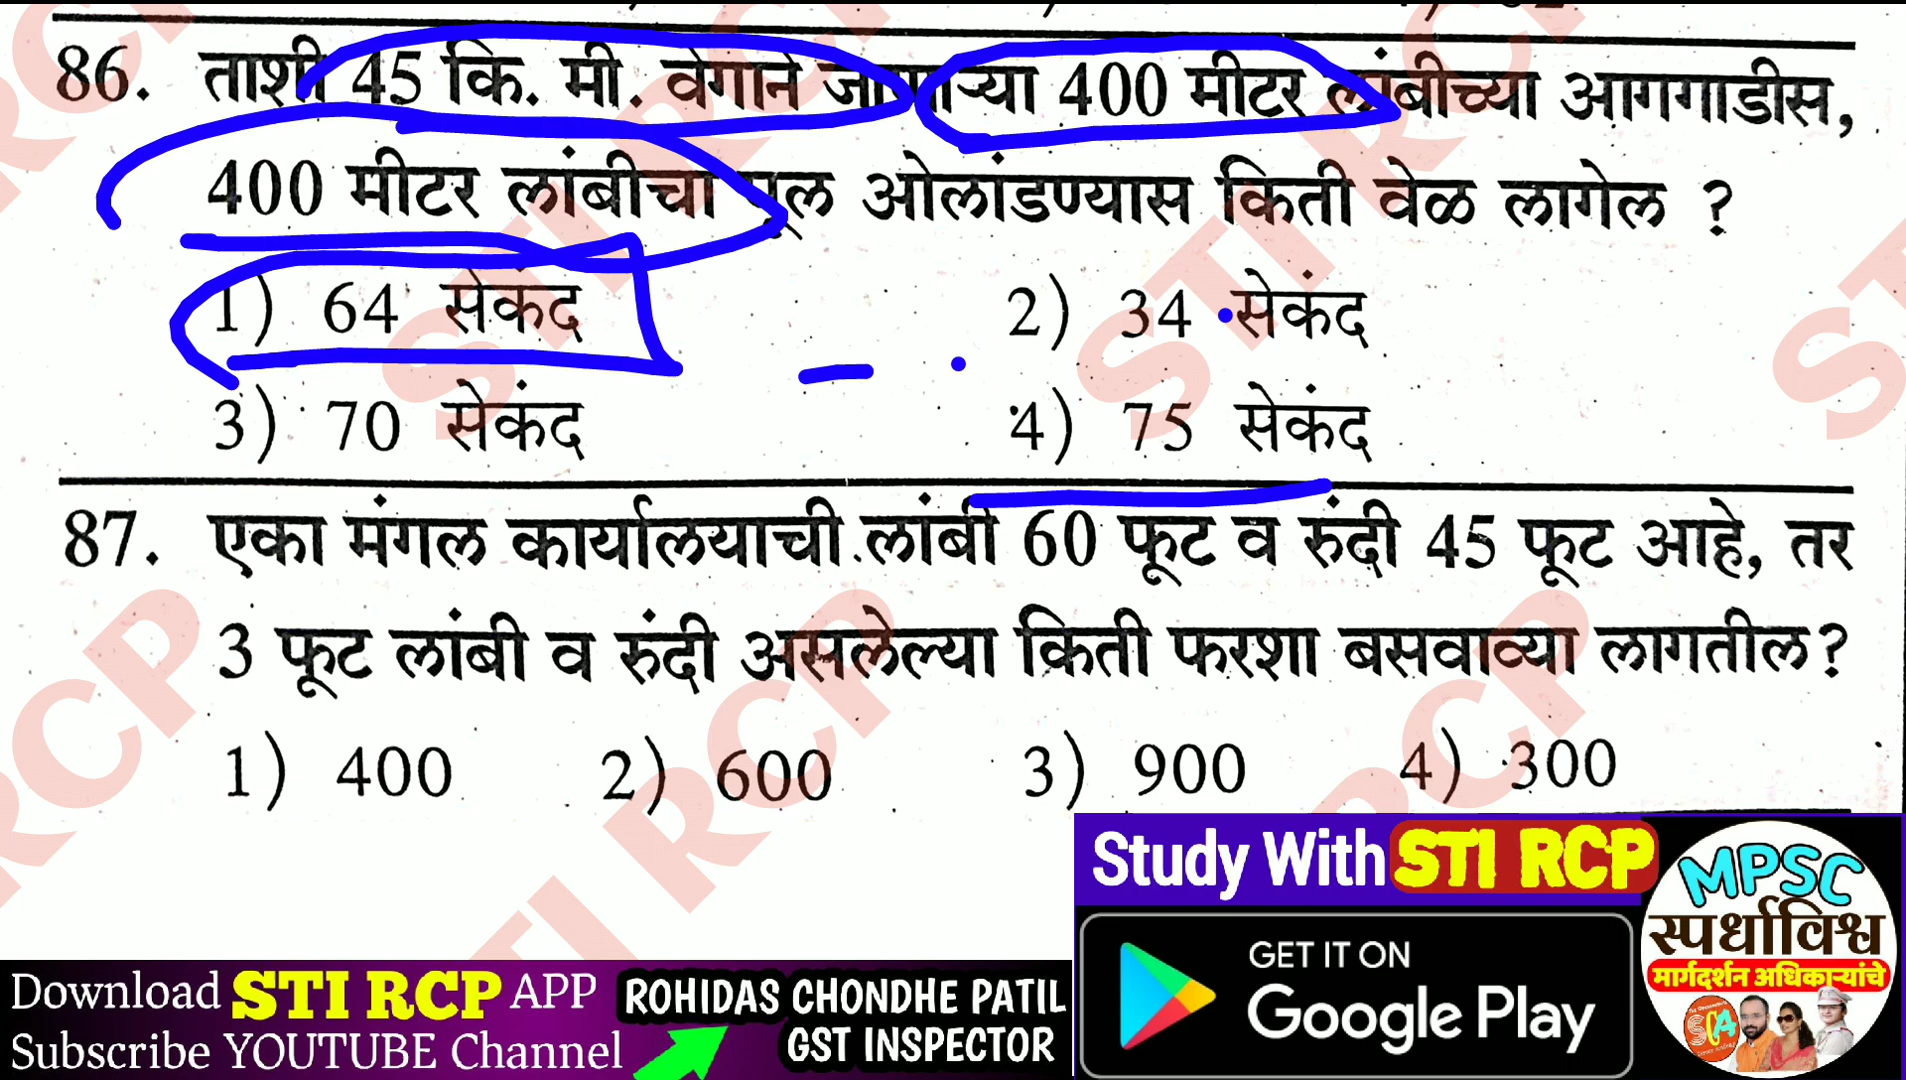 86. ताशी 45 कि. मी. वेगाने जाणाऱ्या 400 मीटर लांबीच्या आगगाडीस,
400 मीटर लांबीचा पूल ओलांडण्यास किती वेळ लागेल ?
1) 64 सेकंद 2) 34 सेकंद
3) 70 सेकंद 4) 75 सेकंद
87. एका मंगल कार्यालयाची लांबी 60 फूट व रुंदी 45 फूट आहे, तर
3 फूट लांबी व रुंदी असलेल्या किती फरशा बसवाव्या लागतील?
1) 400 2) 600 3) 900 4) 300
Study With STI RCP
GET IT ON
Google Play
MPSC
स्पर्धाविश्व
मार्गदर्शन अधिकाऱ्यांचे
Download STI RCP APP
Subscribe YOUTUBE Channel
ROHIDAS CHONDHE PATIL
GST INSPECTOR
STI RCP